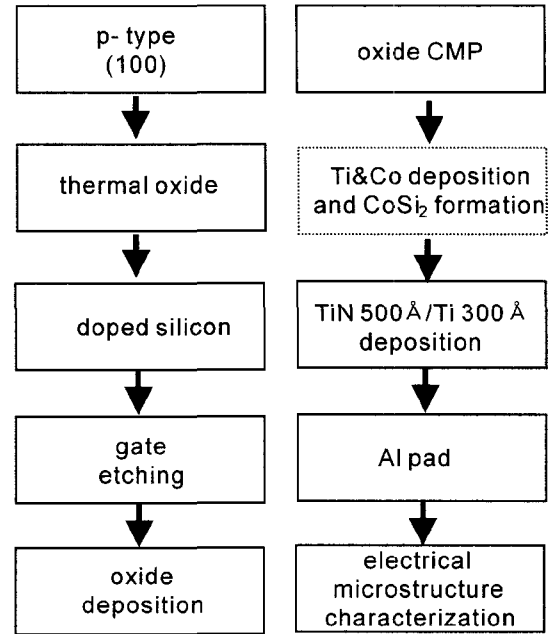 p- type
(100)
thermal oxide
doped silicon
gate
etching
oxide
deposition
oxide CMP
Ti&Co deposition
and CoSi₂ formation
TiN 500Å/Ti 300 Å
deposition
Al pad
electrical
microstructure
characterization